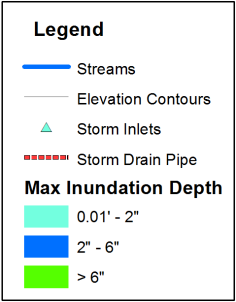 Legend
Streams
Elevation Contours
Storm Inlets
Storm Drain Pipe
Max Inundation Depth
0.01' - 2"
2" - 6"
> 6"